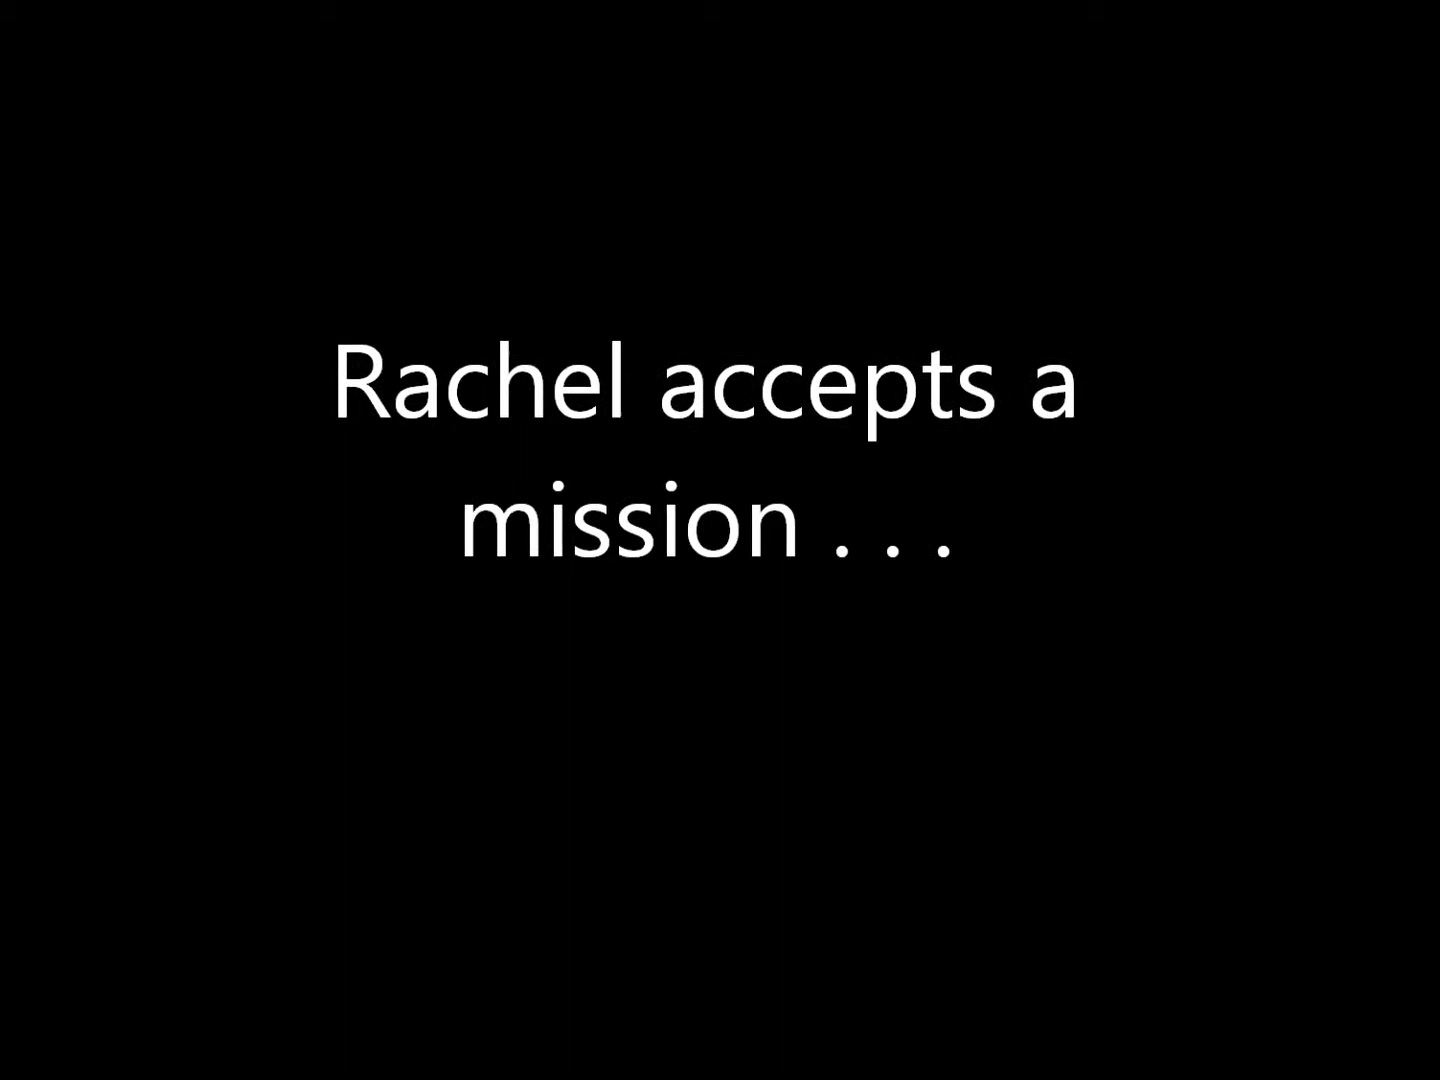 Rachel accepts a
mission . . .